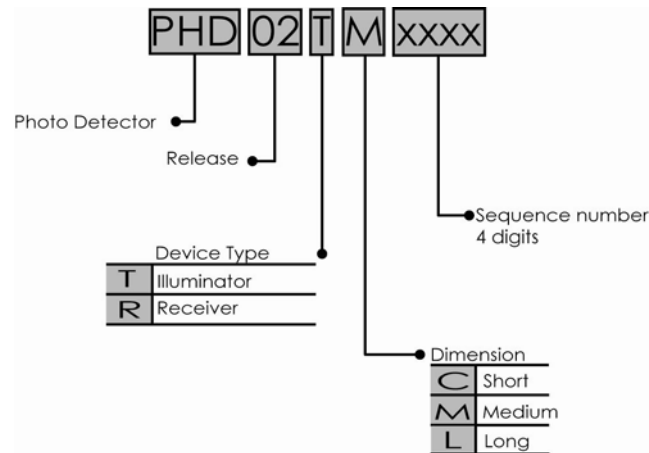 PHD 02 T M xxxx
Photo Detector
Release
Sequence number
4 digits
Device Type
T Illuminator
R Receiver
Dimension
C Short
M Medium
L Long